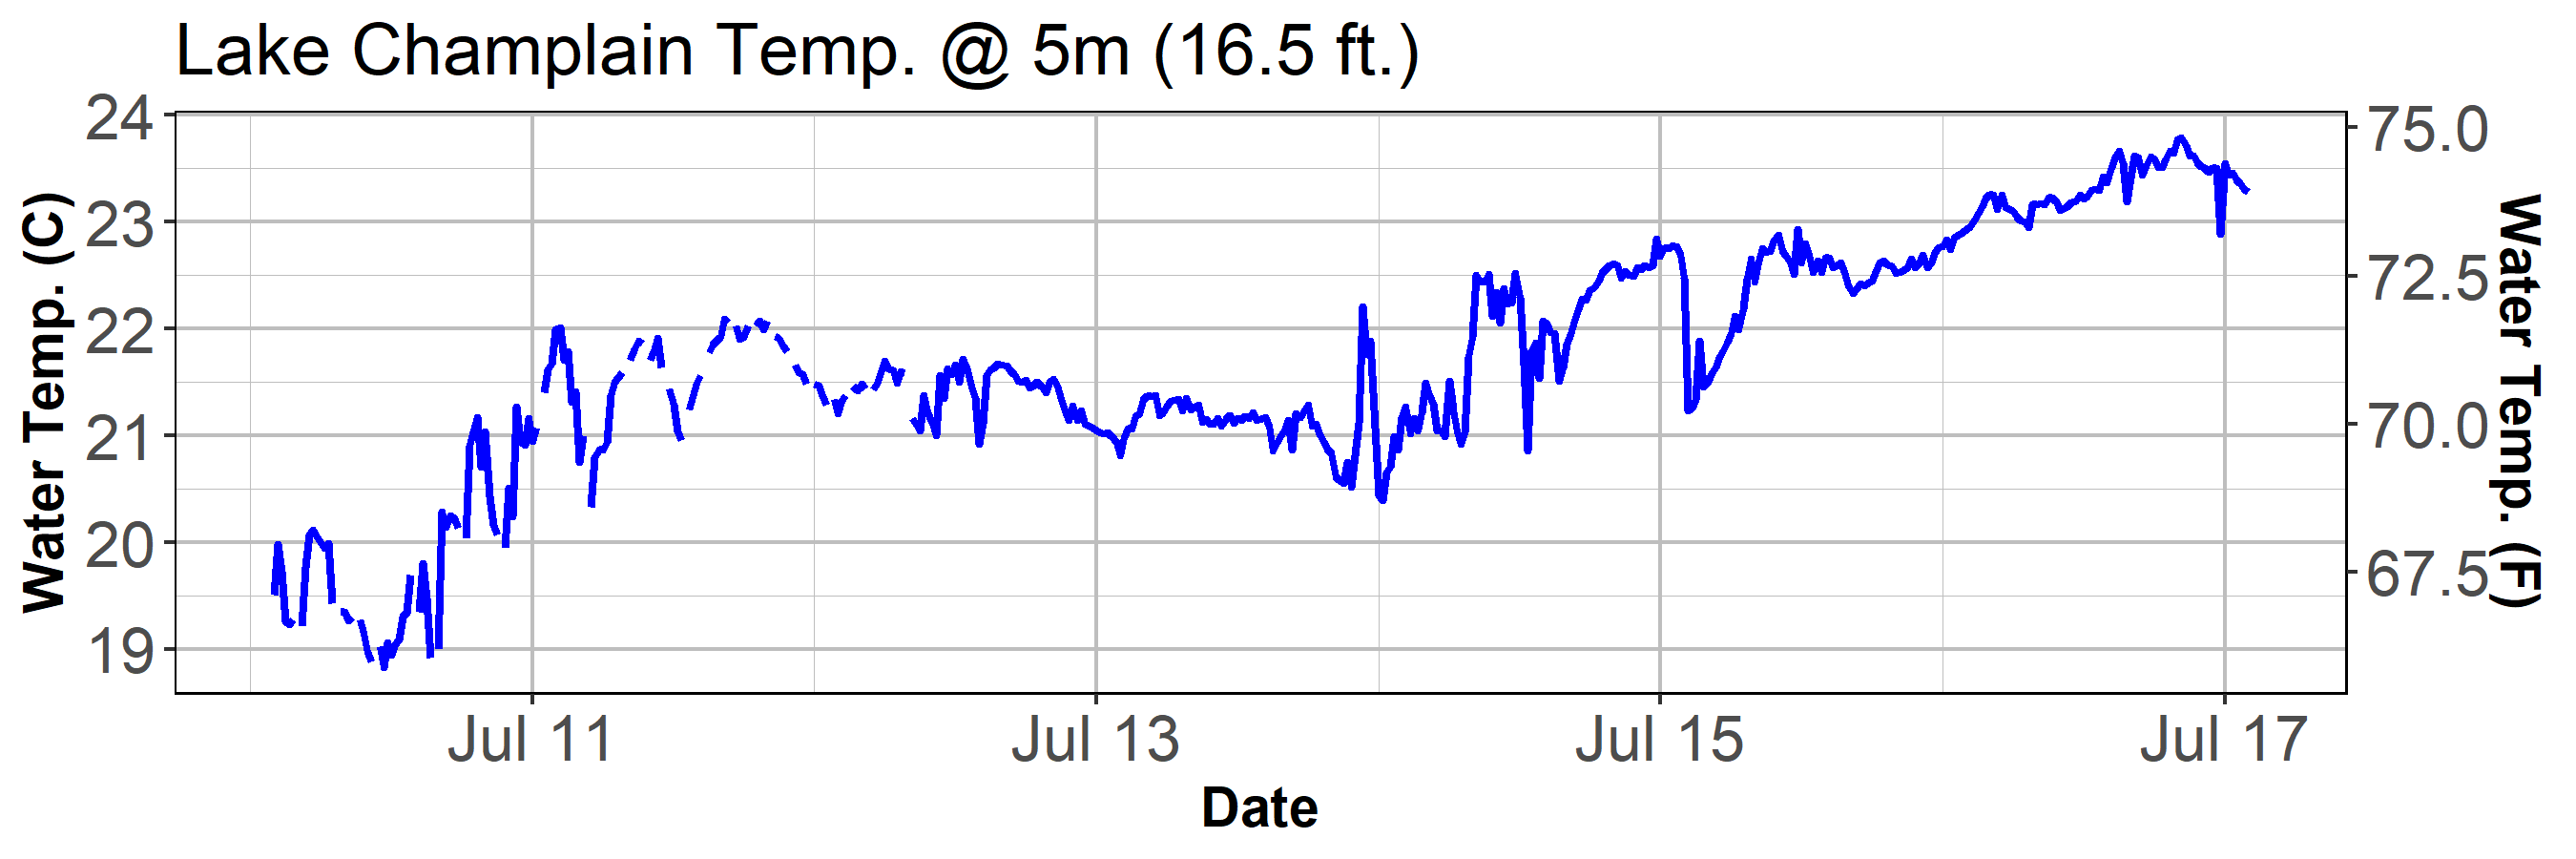 Lake Champlain Temp. @ 5m (16.5 ft.)
Water Temp. (C)
24
23
22
21
20
19
75.0
72.5
70.0
67.5
Water Temp. (F)
Jul 11 Jul 13 Jul 15 Jul 17
Date